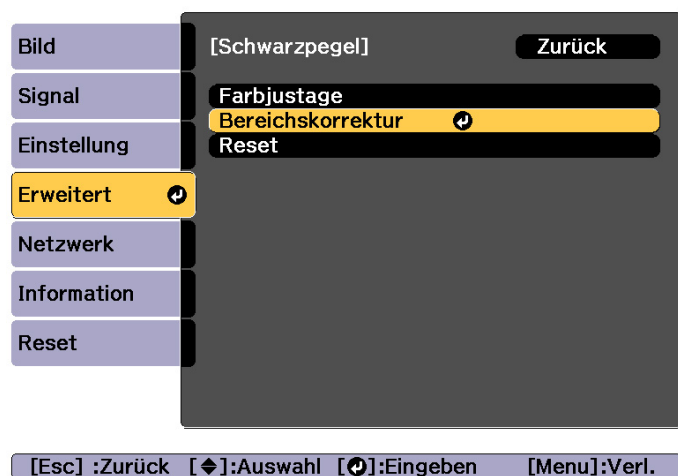 Bild
Signal
Einstellung
Erweitert
Netzwerk
Information
Reset
[Schwarzpegel] Zurück
Farbjustage
Bereichskorrektur
Reset
[Esc] :Zurück [◆]:Auswahl [↵]:Eingeben [Menu]:Verl.